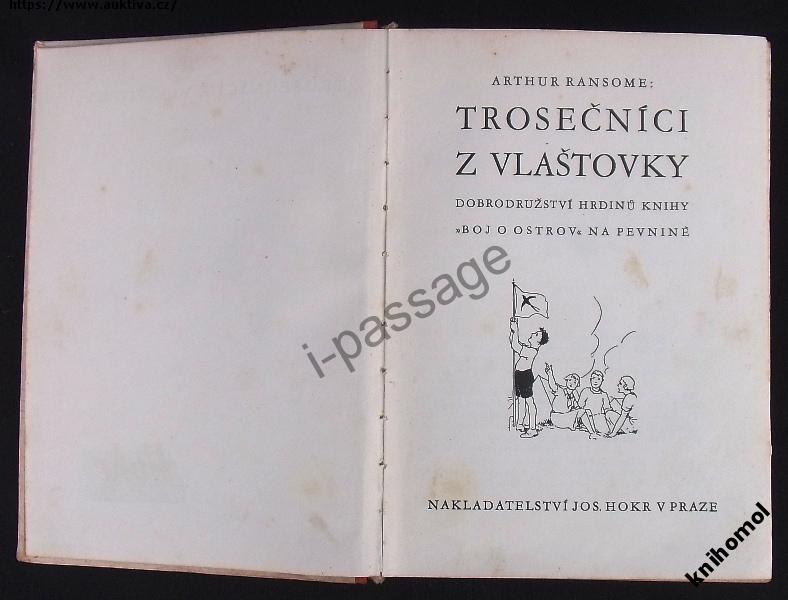 https://www.auktiva.cz/
ARTHUR RANSOME:
TROSEČNÍCI
Z VLAŠTOVKY
DOBRODRUŽSTVÍ HRDINŮ KNIHY
»BOJ O OSTROV« NA PEVNINĚ
i-passage
NAKLADATELSTVÍ JOS. HOKR V PRAZE
knihomol